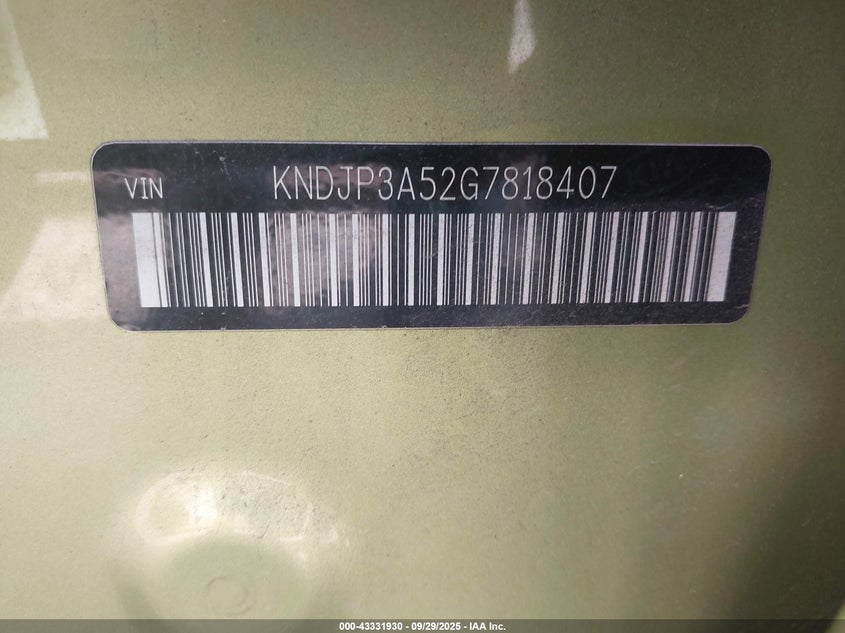 VIN KNDJP3A52G7818407
000-43331930 - 09/29/2025 - IAA Inc.